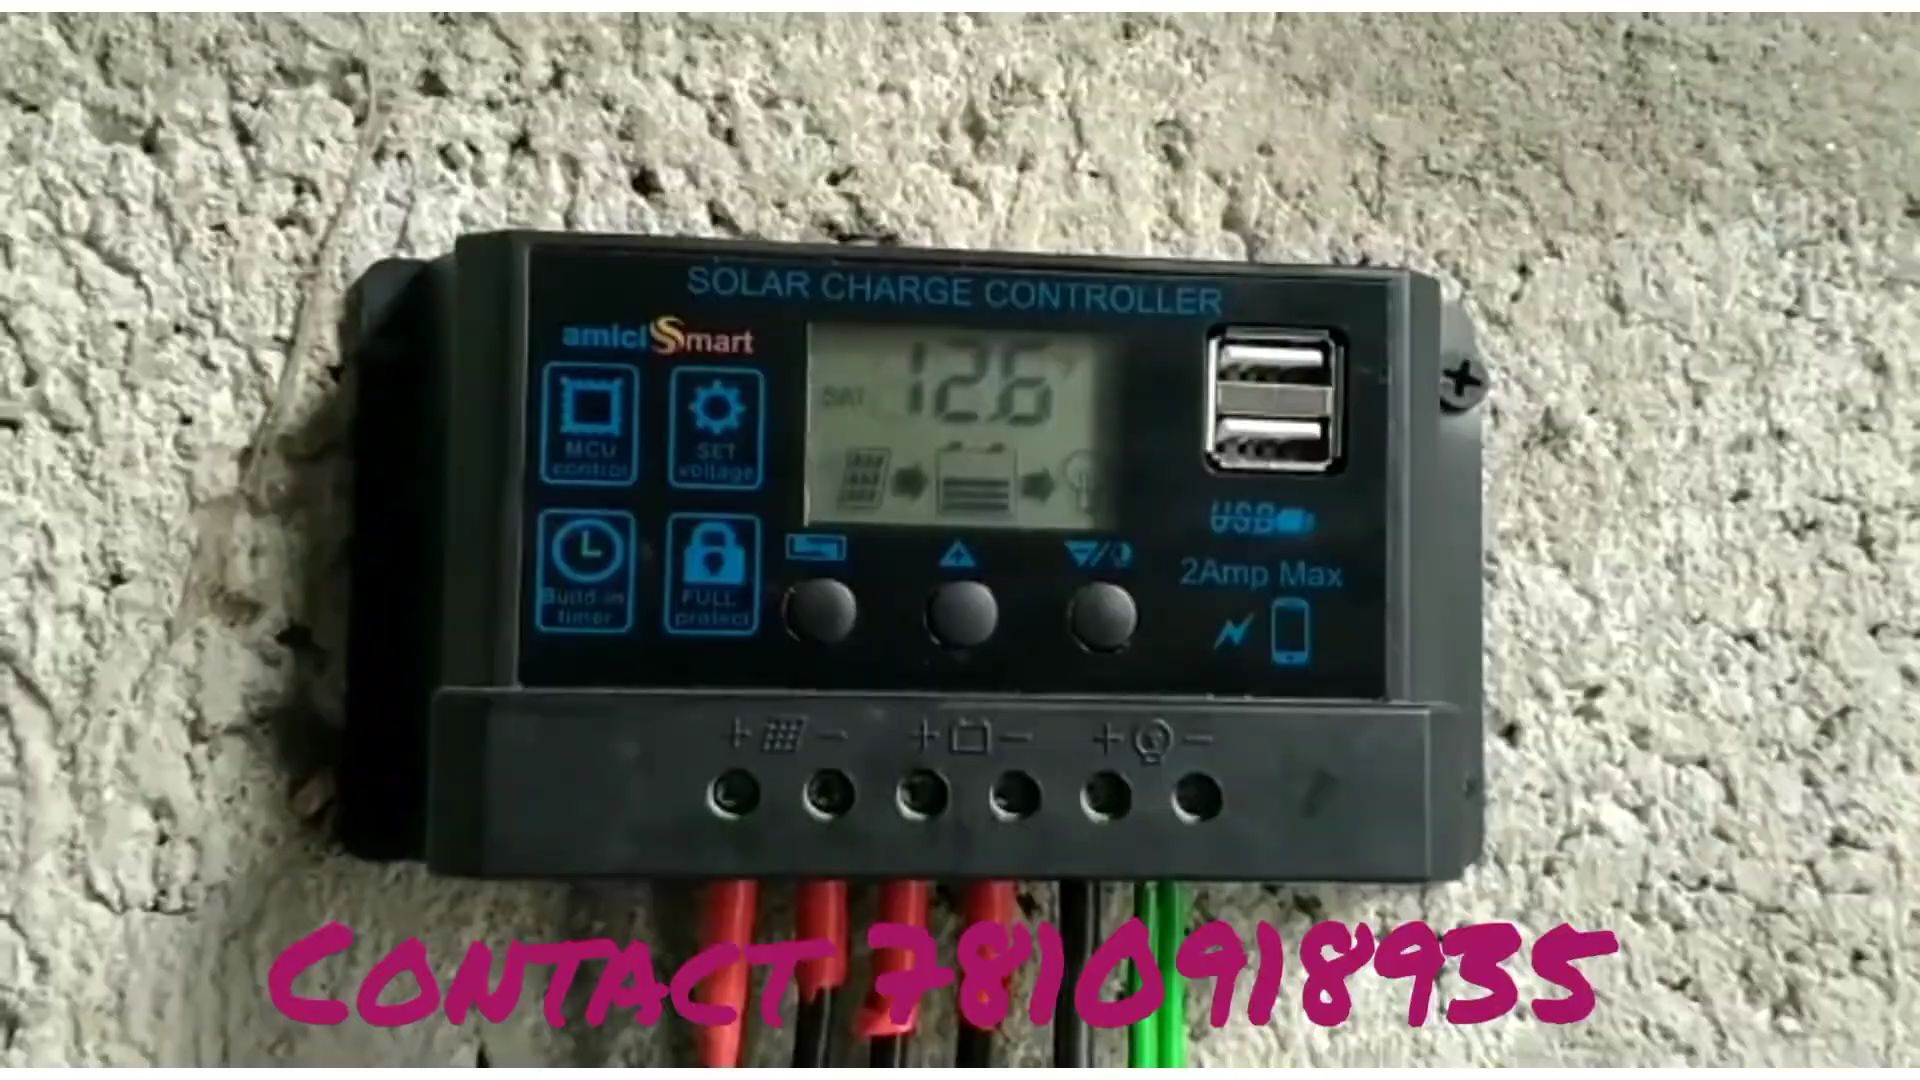 SOLAR CHARGE CONTROLLER
amiciSmart
12.6
BAT
MCU
control
SET
voltage
USB
2Amp Max
Build-in
timer
FULL
protect
Contact 7810918935